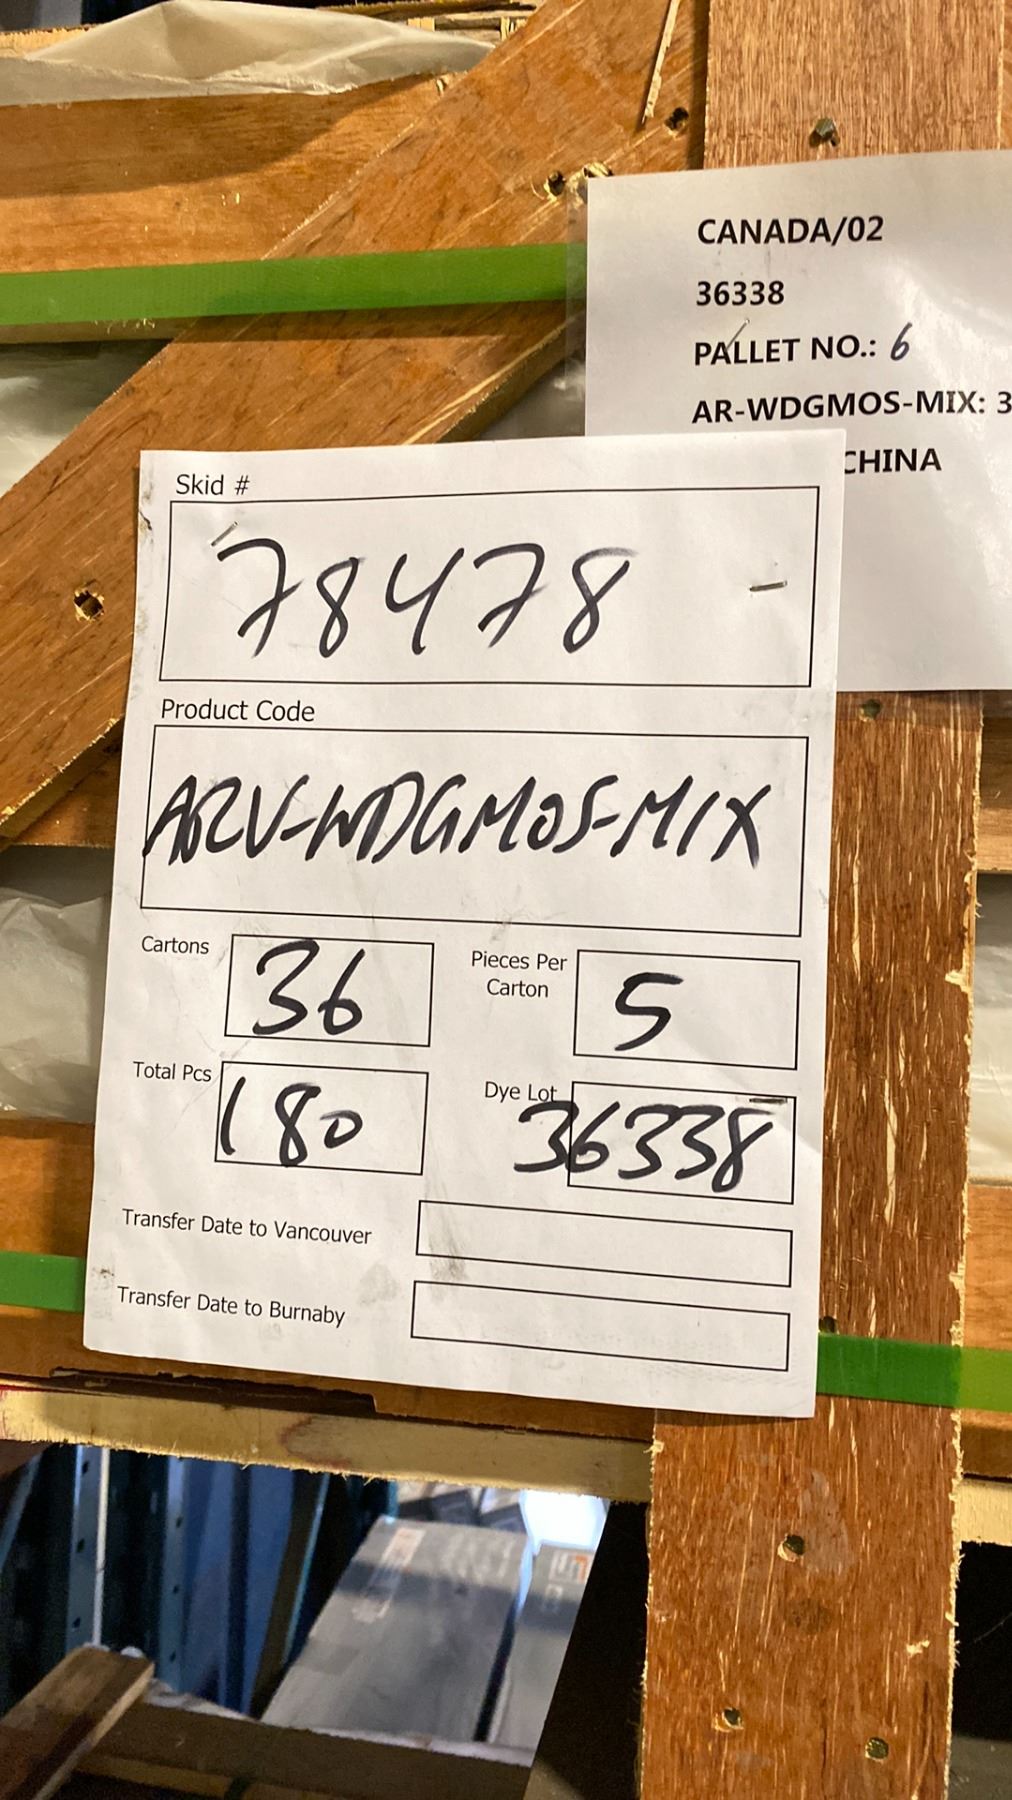 CANADA/02
36338
PALLET NO.: 6
AR-WDGMOS-MIX: 3
CHINA
Skid #
78478
Product Code
ARV-WDGMOS-MIX
Cartons 36
Pieces Per Carton 5
Total Pcs 180
Dye Lot 36338
Transfer Date to Vancouver
Transfer Date to Burnaby